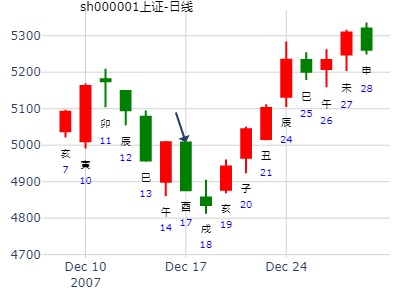 sh000001上证-日线
5300
5200
5100
5000
4900
4800
4700
亥
7
寅
10
卯
11
辰
12
巳
13
午
14
酉
17
戌
18
亥
19
子
20
丑
21
辰
24
巳
25
午
26
未
27
申
28
Dec 10
2007
Dec 17
Dec 24